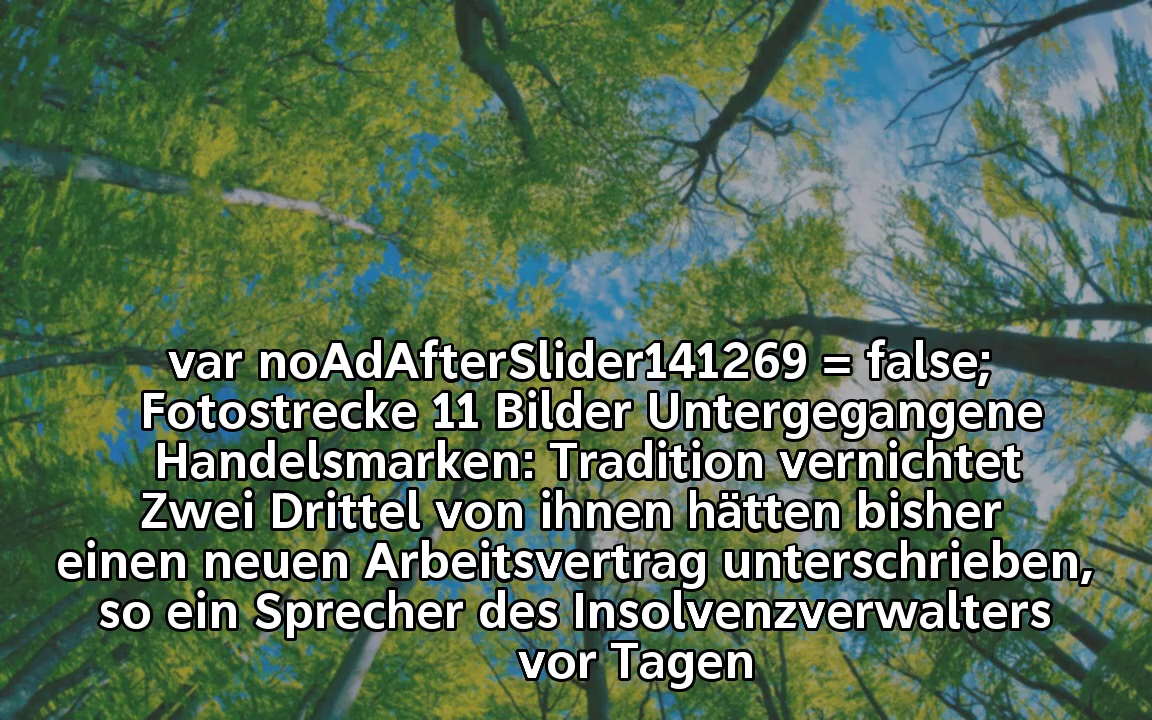 var noAdAfterSlider141269 = false;
Fotostrecke 11 Bilder Untergegangene
Handelsmarken: Tradition vernichtet
Zwei Drittel von ihnen hätten bisher
einen neuen Arbeitsvertrag unterschrieben,
so ein Sprecher des Insolvenzverwalters
vor Tagen